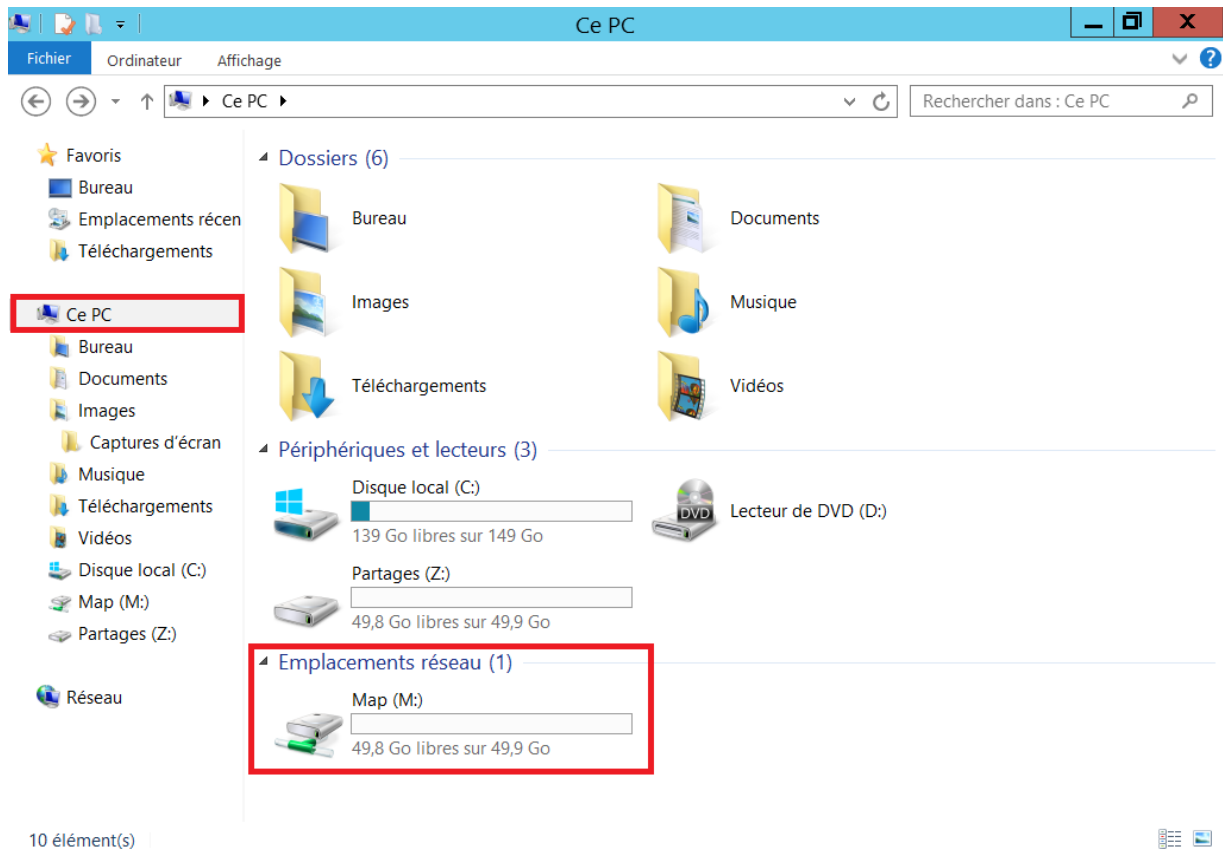 Ce PC
Fichier Ordinateur Affichage
Ce PC
Rechercher dans : Ce PC
Favoris
Bureau
Emplacements récen
Téléchargements
Ce PC
Bureau
Documents
Images
Captures d'écran
Musique
Téléchargements
Vidéos
Disque local (C:)
Map (M:)
Partages (Z:)
Réseau
Dossiers (6)
Bureau
Documents
Images
Musique
Téléchargements
Vidéos
Périphériques et lecteurs (3)
Disque local (C:)
139 Go libres sur 149 Go
DVD
Lecteur de DVD (D:)
Partages (Z:)
49,8 Go libres sur 49,9 Go
Emplacements réseau (1)
Map (M:)
49,8 Go libres sur 49,9 Go
10 élément(s)